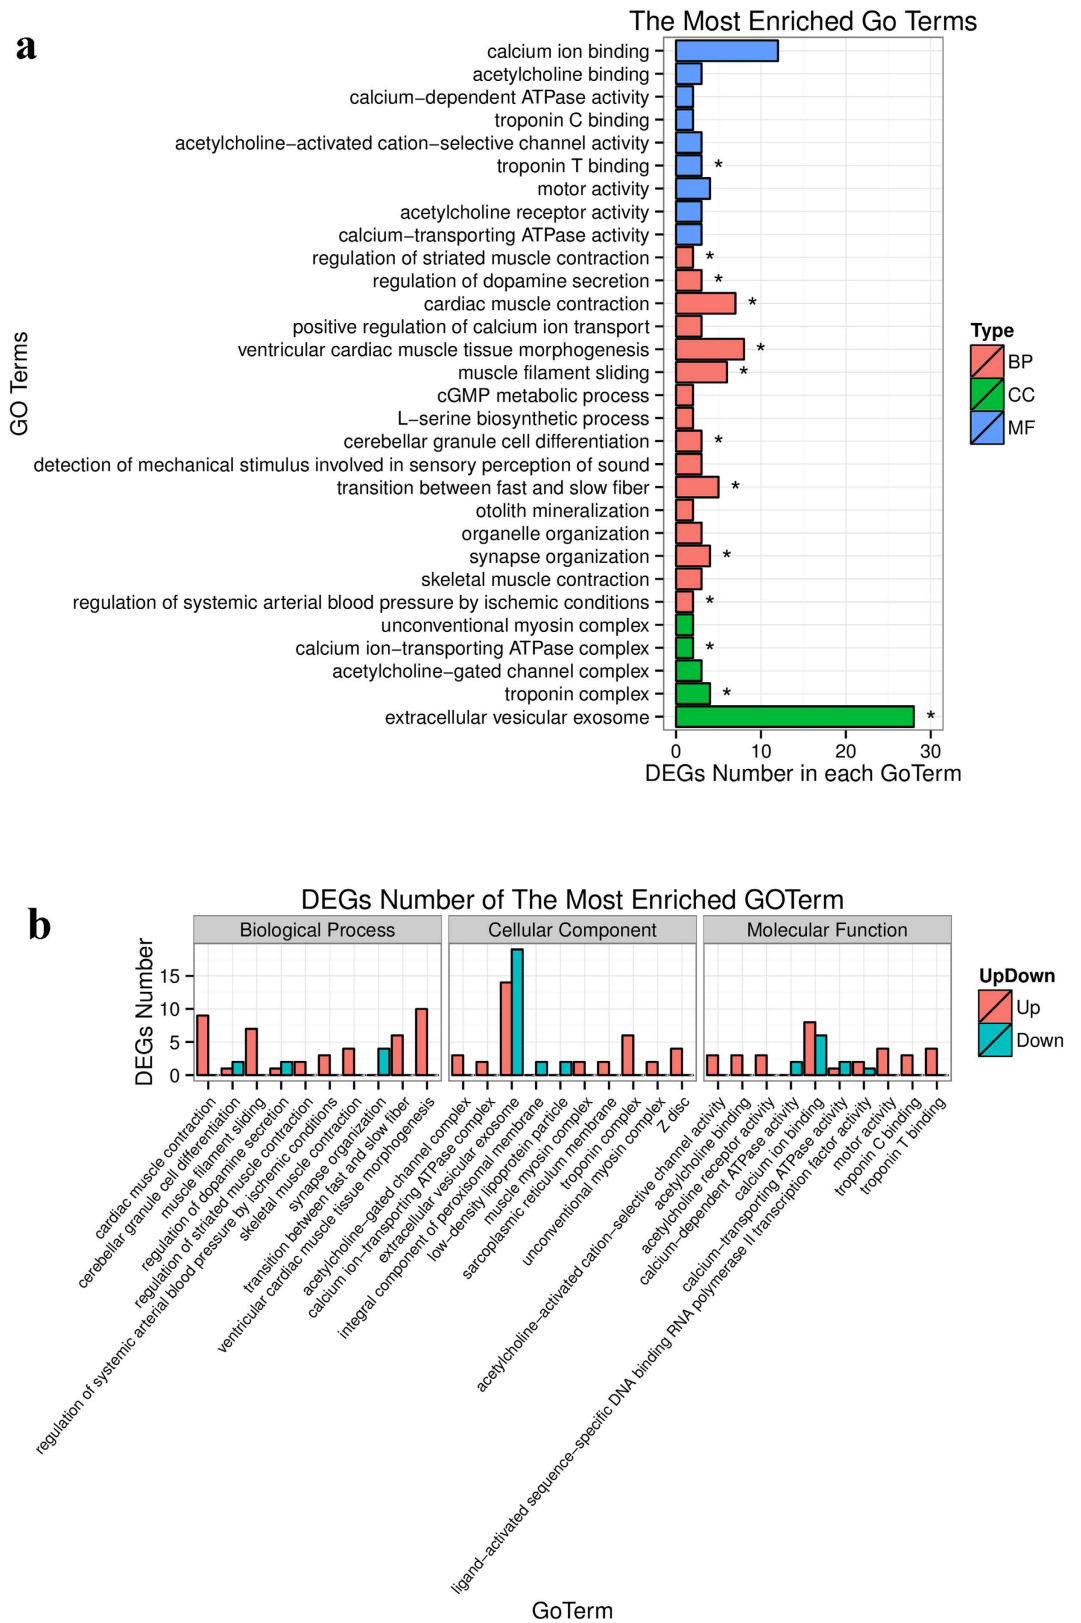 a
The Most Enriched Go Terms
GO Terms
calcium ion binding
acetylcholine binding
calcium−dependent ATPase activity
troponin C binding
acetylcholine−activated cation−selective channel activity
troponin T binding *
motor activity
acetylcholine receptor activity
calcium−transporting ATPase activity
regulation of striated muscle contraction *
regulation of dopamine secretion *
cardiac muscle contraction *
positive regulation of calcium ion transport
ventricular cardiac muscle tissue morphogenesis *
muscle filament sliding *
cGMP metabolic process
L−serine biosynthetic process
cerebellar granule cell differentiation *
detection of mechanical stimulus involved in sensory perception of sound
transition between fast and slow fiber *
otolith mineralization
organelle organization
synapse organization *
skeletal muscle contraction
regulation of systemic arterial blood pressure by ischemic conditions *
unconventional myosin complex
calcium ion−transporting ATPase complex *
acetylcholine−gated channel complex
troponin complex *
extracellular vesicular exosome *
0 10 20 30
DEGs Number in each GoTerm
Type
BP
CC
MF
b
DEGs Number of The Most Enriched GOTerm
Biological Process Cellular Component Molecular Function
DEGs Number
15
10
5
0
UpDown
Up
Down
cardiac muscle contraction
cerebellar granule cell differentiation
muscle filament sliding
regulation of dopamine secretion
regulation of striated muscle contraction
regulation of systemic arterial blood pressure by ischemic conditions
skeletal muscle contraction
synapse organization
transition between fast and slow fiber
ventricular cardiac muscle tissue morphogenesis
acetylcholine−gated channel complex
calcium ion−transporting ATPase complex
extracellular vesicular exosome
integral component of peroxisomal membrane
low−density lipoprotein particle
muscle myosin complex
sarcoplasmic reticulum membrane
troponin complex
unconventional myosin complex
Z disc
acetylcholine−activated cation−selective channel activity
acetylcholine binding
acetylcholine receptor activity
calcium−dependent ATPase activity
calcium ion binding
calcium−transporting ATPase activity
ligand−activated sequence−specific DNA binding RNA polymerase II transcription factor activity
motor activity
troponin C binding
troponin T binding
GoTerm